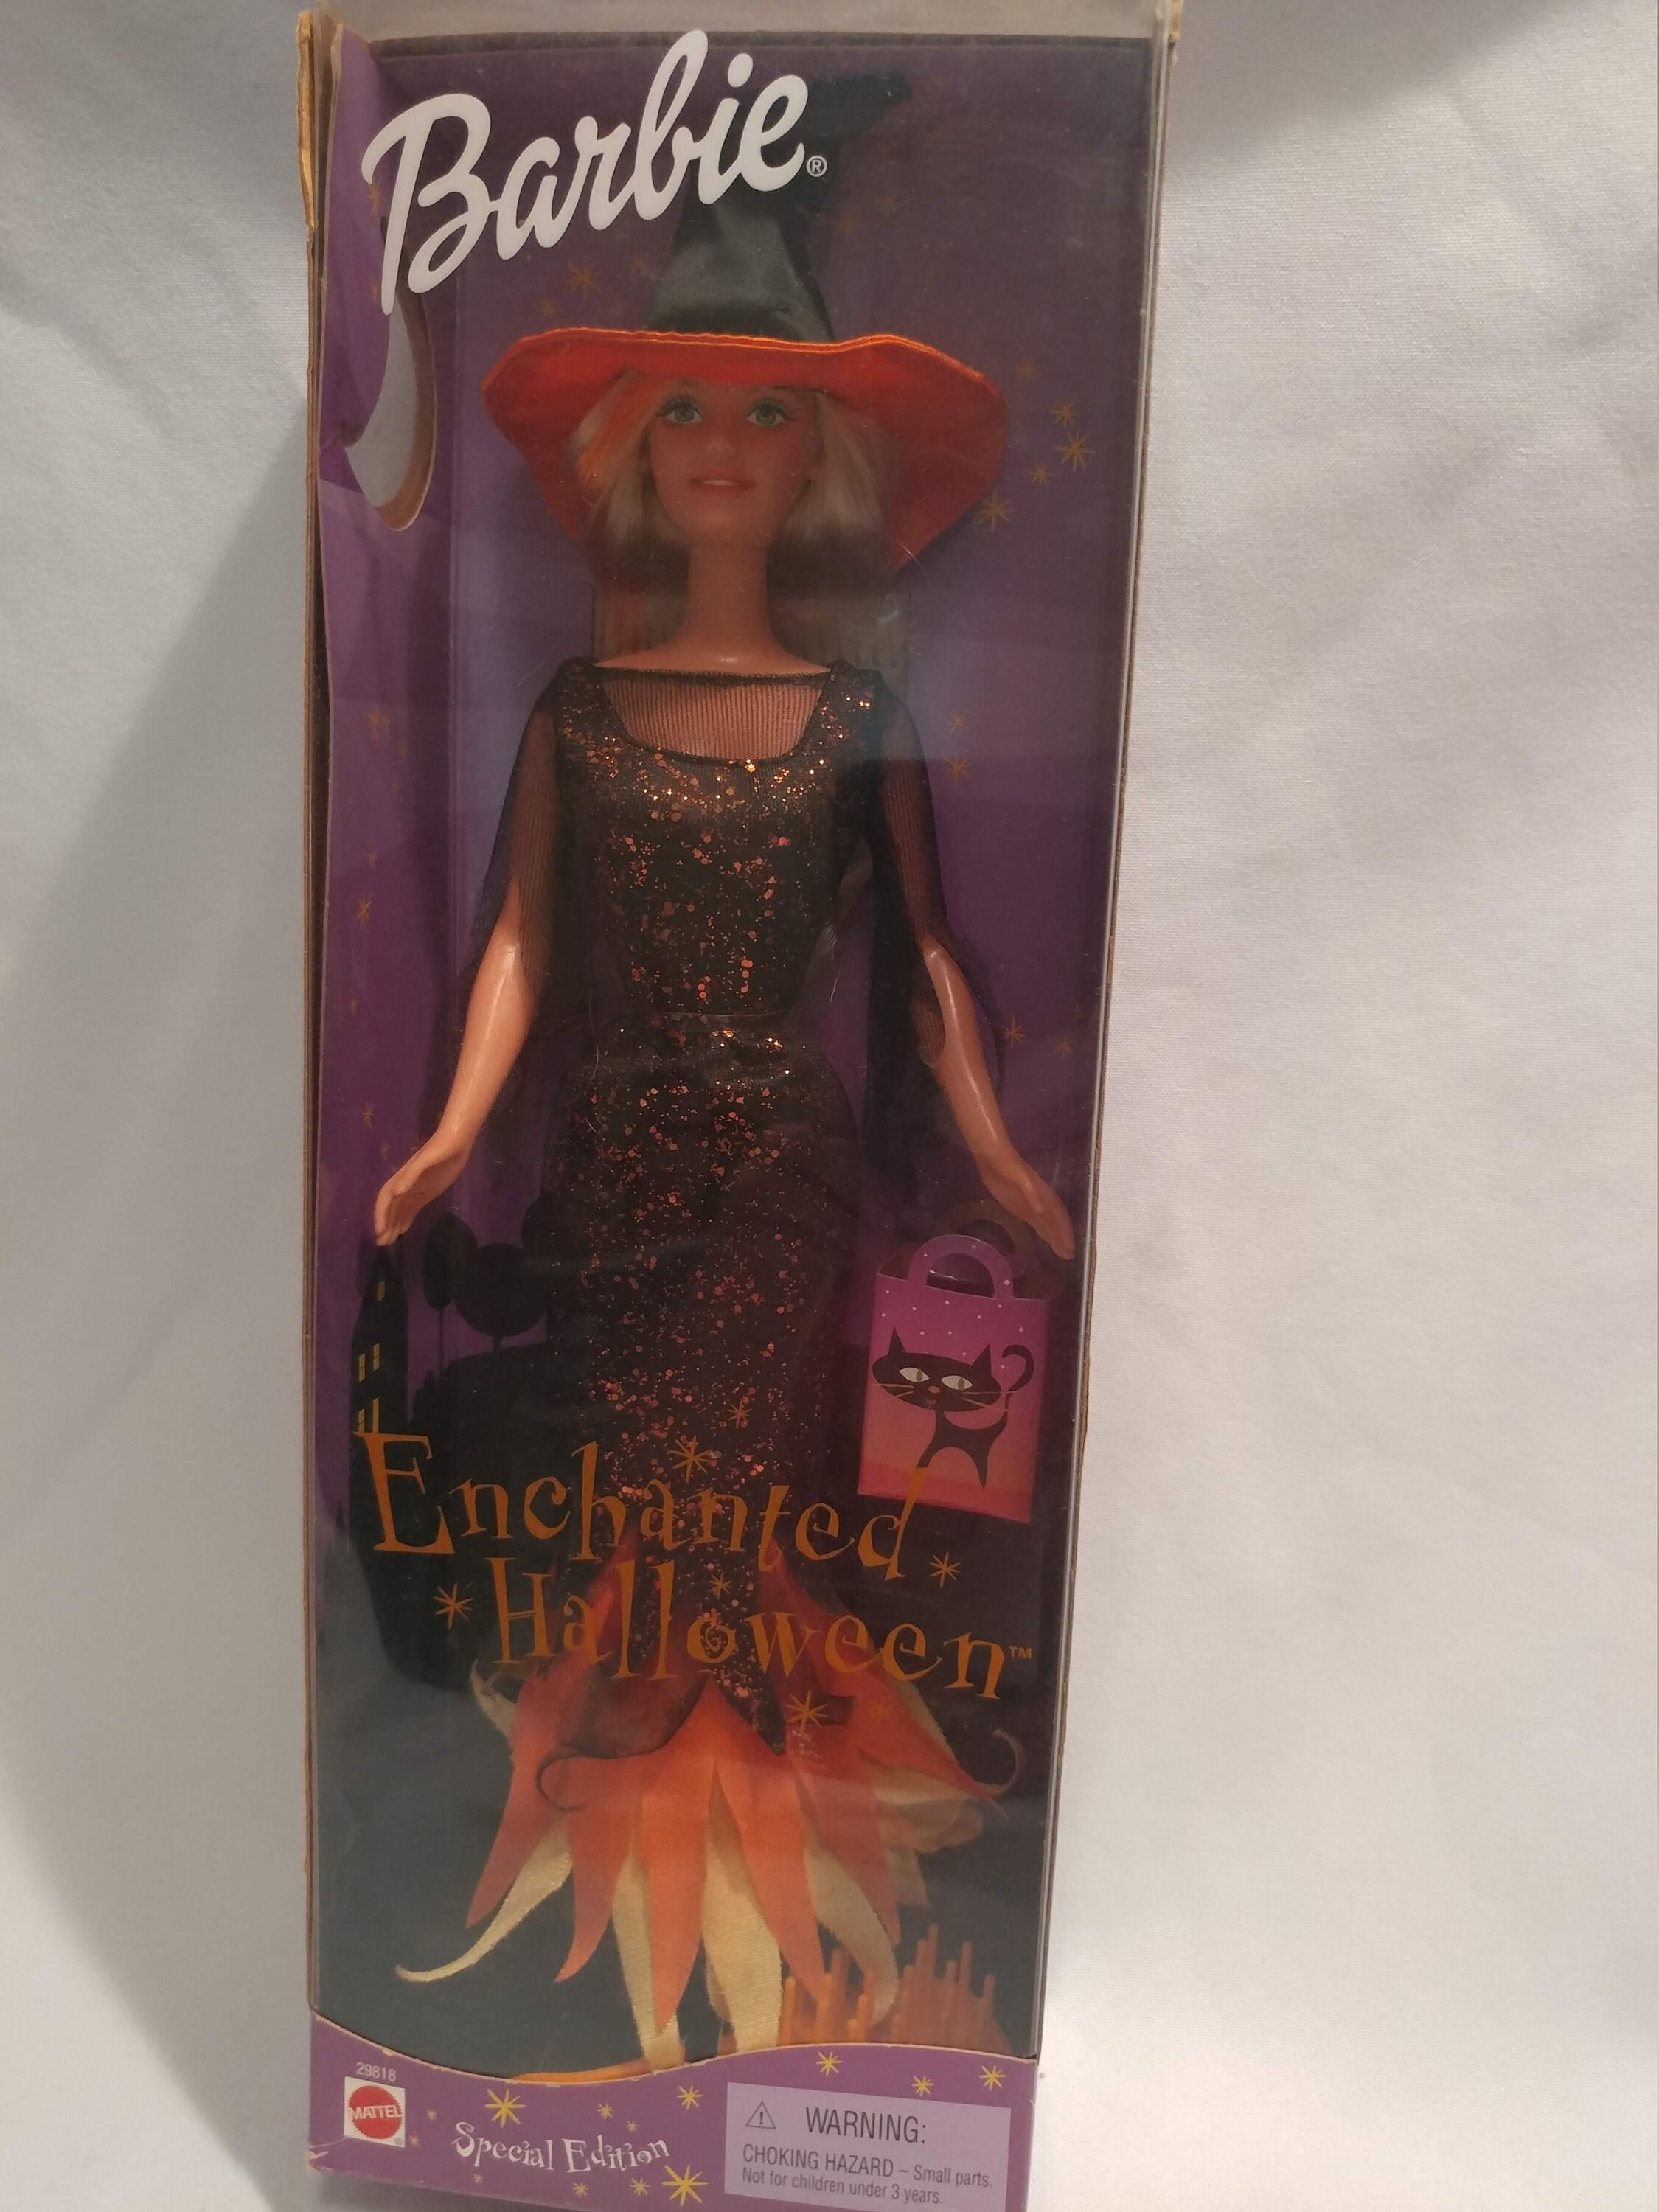 Barbie®
Enchanted
Halloween™
29818
MATTEL
Special Edition
⚠ WARNING:
CHOKING HAZARD – Small parts.
Not for children under 3 years.